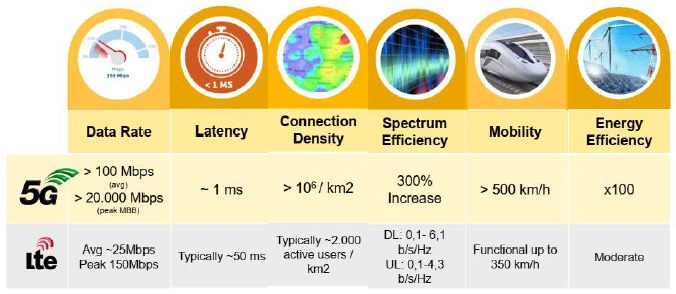 Mbps
150 Mbps
< 1 MS
Data Rate
Latency
Connection
Density
Spectrum
Efficiency
Mobility
Energy
Efficiency
5G
> 100 Mbps
(avg)
> 20.000 Mbps
(peak MBB)
~ 1 ms
> 10⁶ / km2
300%
Increase
> 500 km/h
x100
Lte
Avg ~25Mbps
Peak 150Mbps
Typically ~50 ms
Typically ~2.000
active users /
km2
DL: 0,1- 6,1
b/s/Hz
UL: 0,1-4,3
b/s/Hz
Functional up to
350 km/h
Moderate